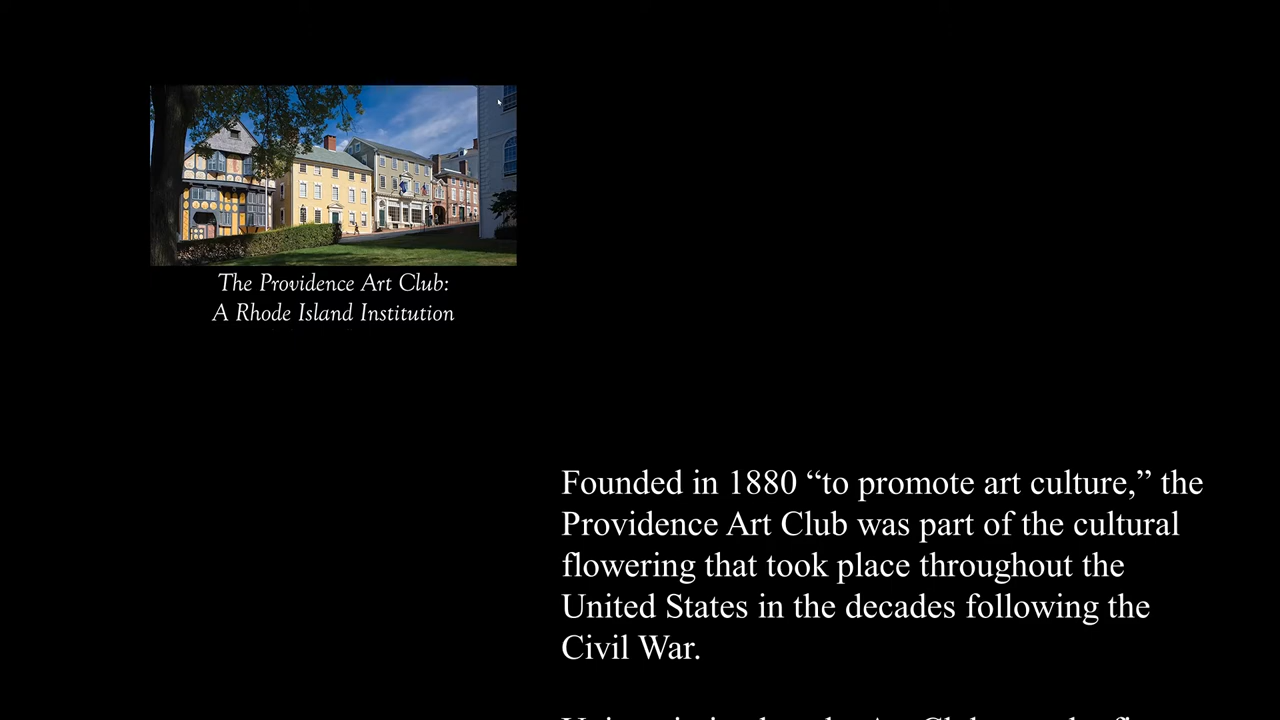 The Providence Art Club:
A Rhode Island Institution
Founded in 1880 “to promote art culture,” the
Providence Art Club was part of the cultural
flowering that took place throughout the
United States in the decades following the
Civil War.